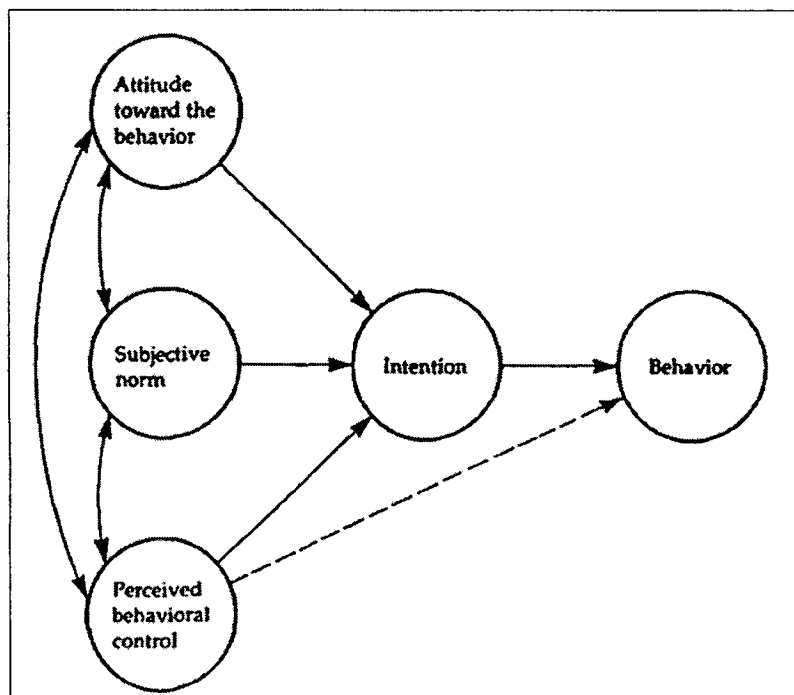 Attitude
toward the
behavior
Subjective
norm
Intention
Behavior
Perceived
behavioral
control